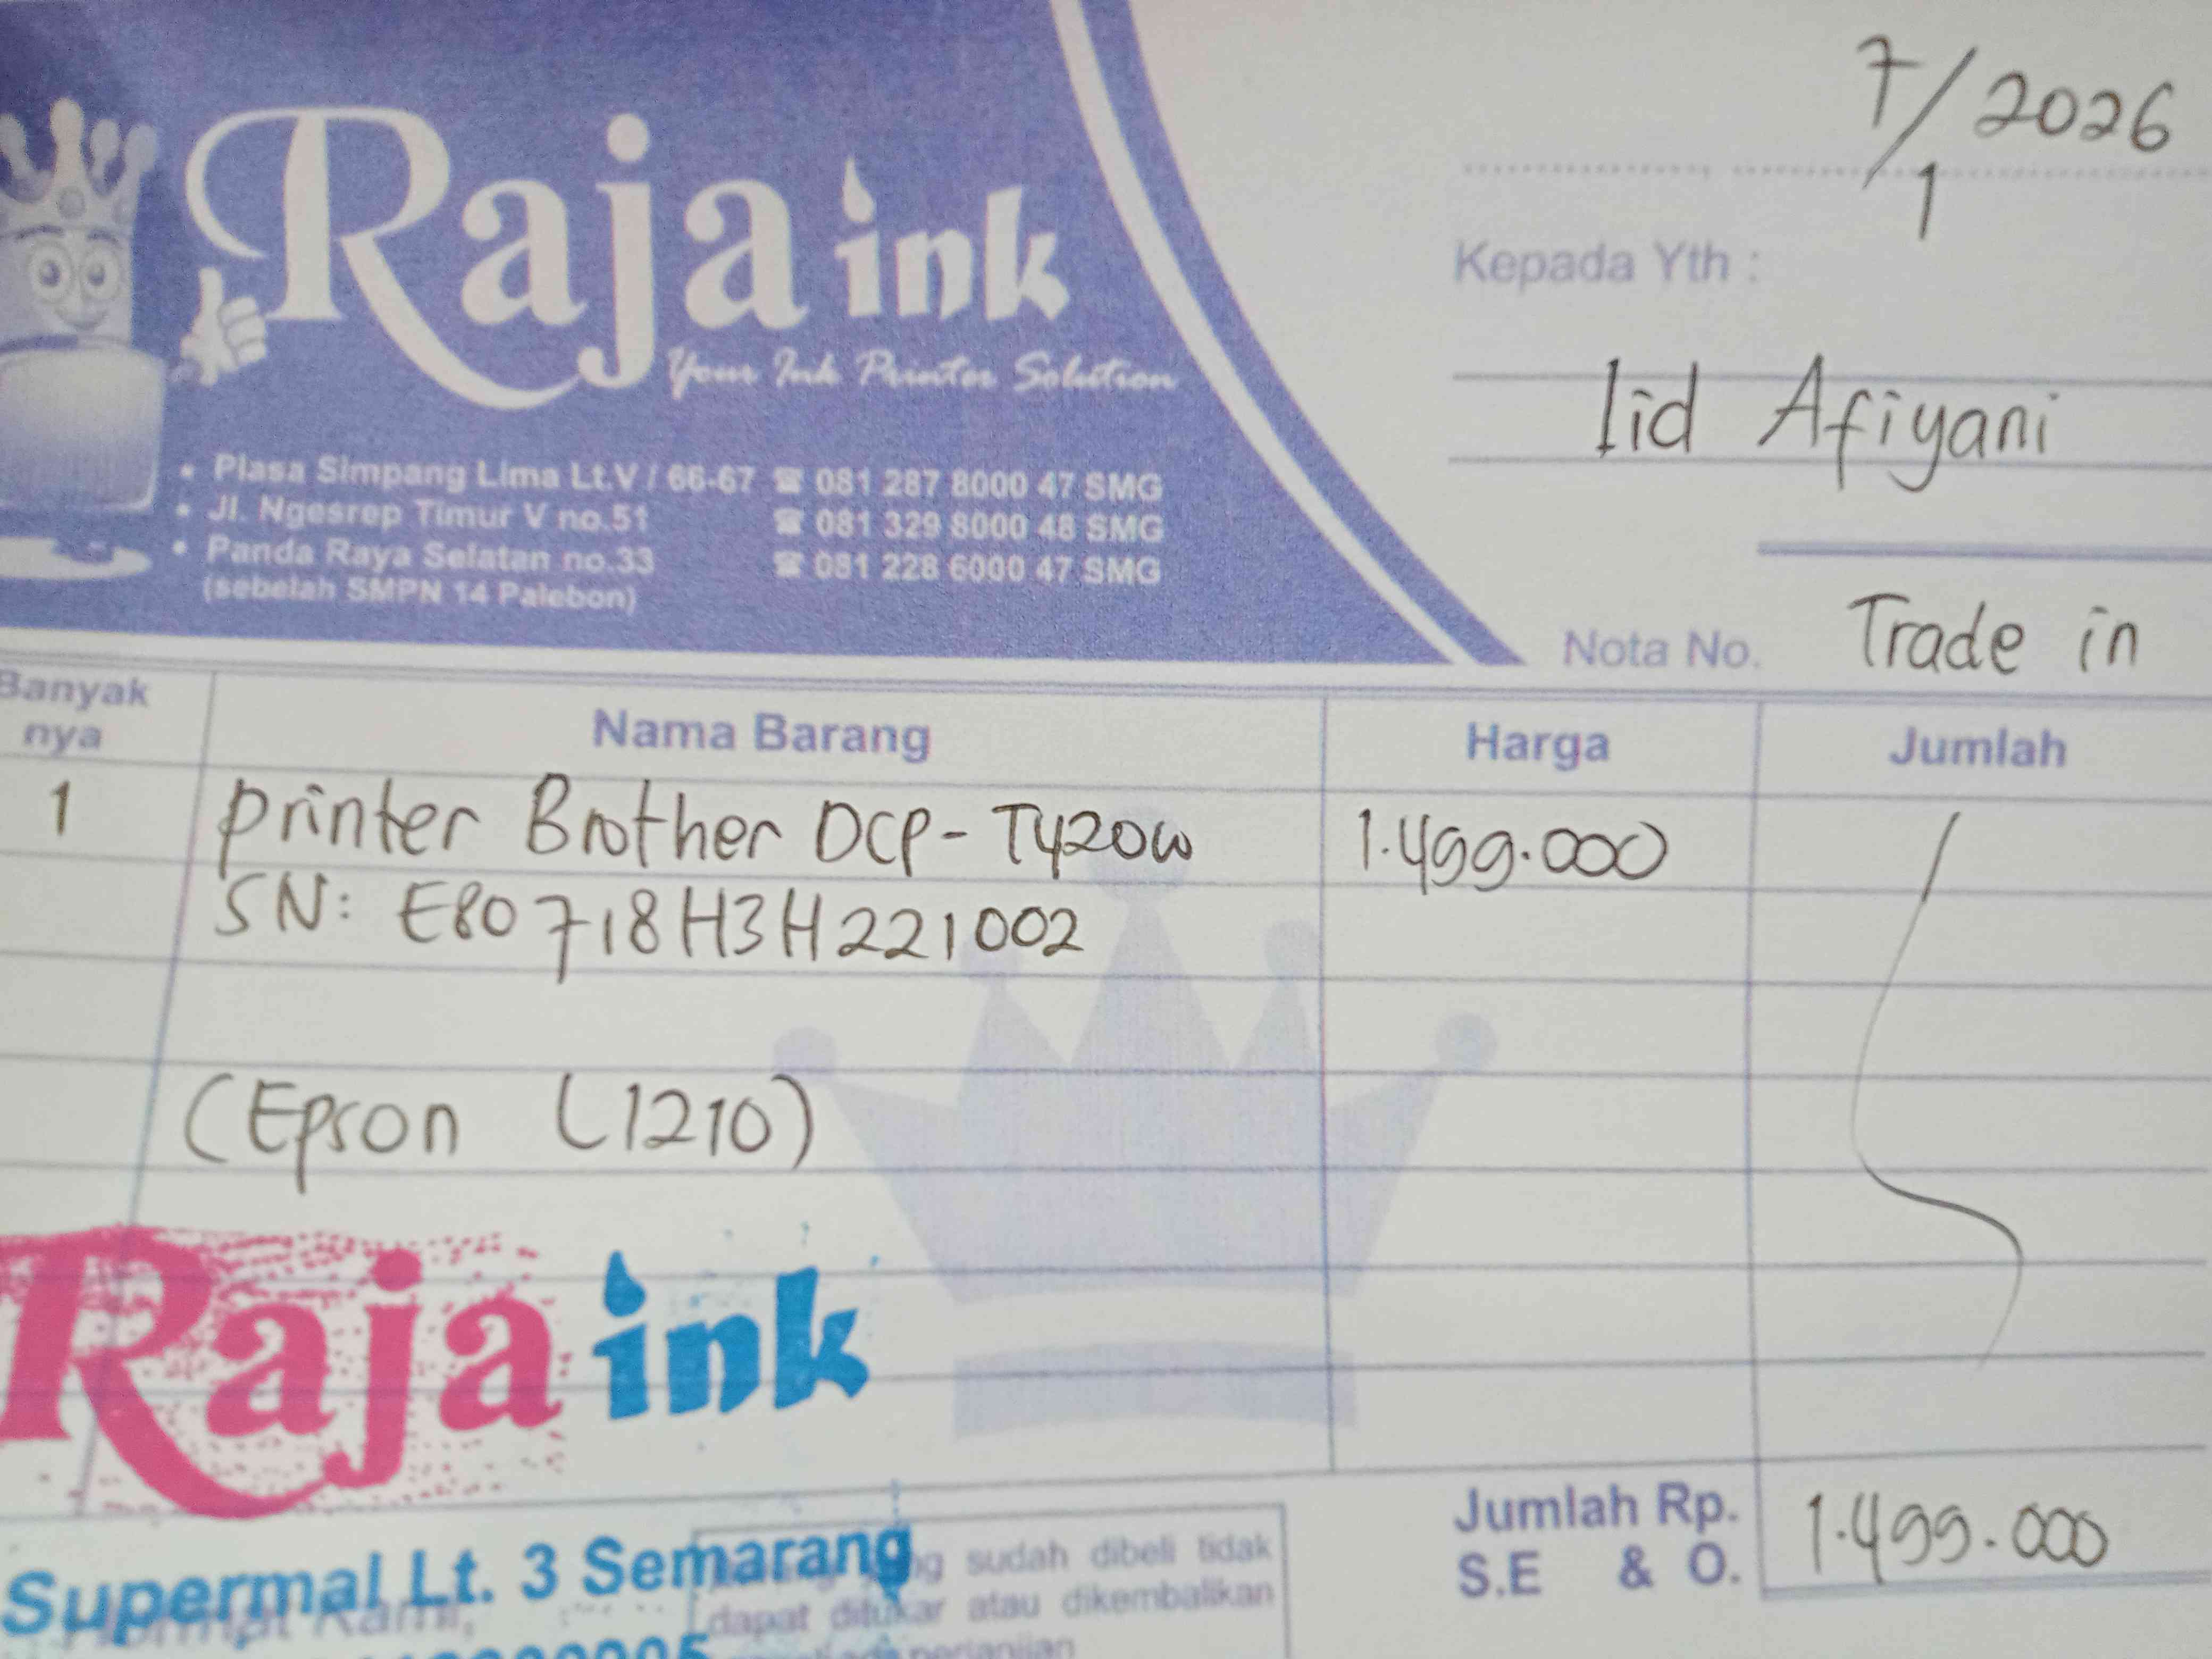 Raja ink
Your Ink Printer Solution
• Plasa Simpang Lima Lt.V / 66-67 ☎ 081 287 8000 47 SMG
• Jl. Ngesrep Timur V no.51 ☎ 081 329 8000 48 SMG
• Panda Raya Selatan no.33 ☎ 081 228 6000 47 SMG
(sebelah SMPN 14 Palebon)
7/1 2026
Kepada Yth :
Iid Afiyani
Nota No. Trade in
Banyak nya Nama Barang Harga Jumlah
1 Printer Brother DCP-T420W 1.499.000
SN: E80718H3H221002
(Epson L1210)
Raja ink
Supermal Lt. 3 Semarang
Hormat Kami,
sudah dibeli tidak
dapat ditukar atau dikembalikan
perjanjian
Jumlah Rp. 1.499.000
S.E & O.